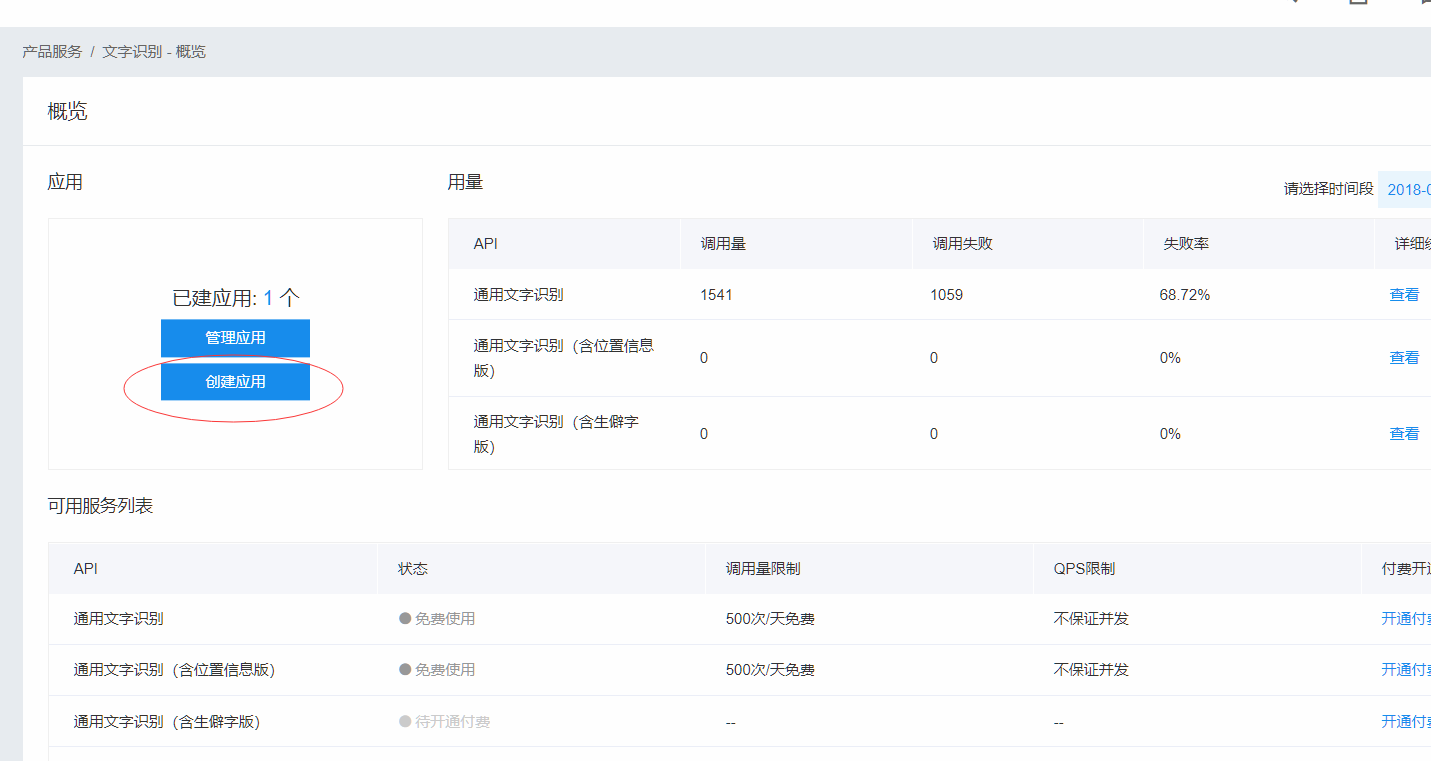 产品服务 / 文字识别 - 概览
概览
应用
用量
请选择时间段 2018-0
已建应用: 1 个
管理应用
创建应用
API 调用量 调用失败 失败率 详细
通用文字识别 1541 1059 68.72% 查看
通用文字识别（含位置信息
版） 0 0 0% 查看
通用文字识别（含生僻字
版） 0 0 0% 查看
可用服务列表
API 状态 调用量限制 QPS限制 付费开
通用文字识别 免费使用 500次/天免费 不保证并发 开通付
通用文字识别（含位置信息版） 免费使用 500次/天免费 不保证并发 开通付
通用文字识别（含生僻字版） 待开通付费 -- -- 开通付